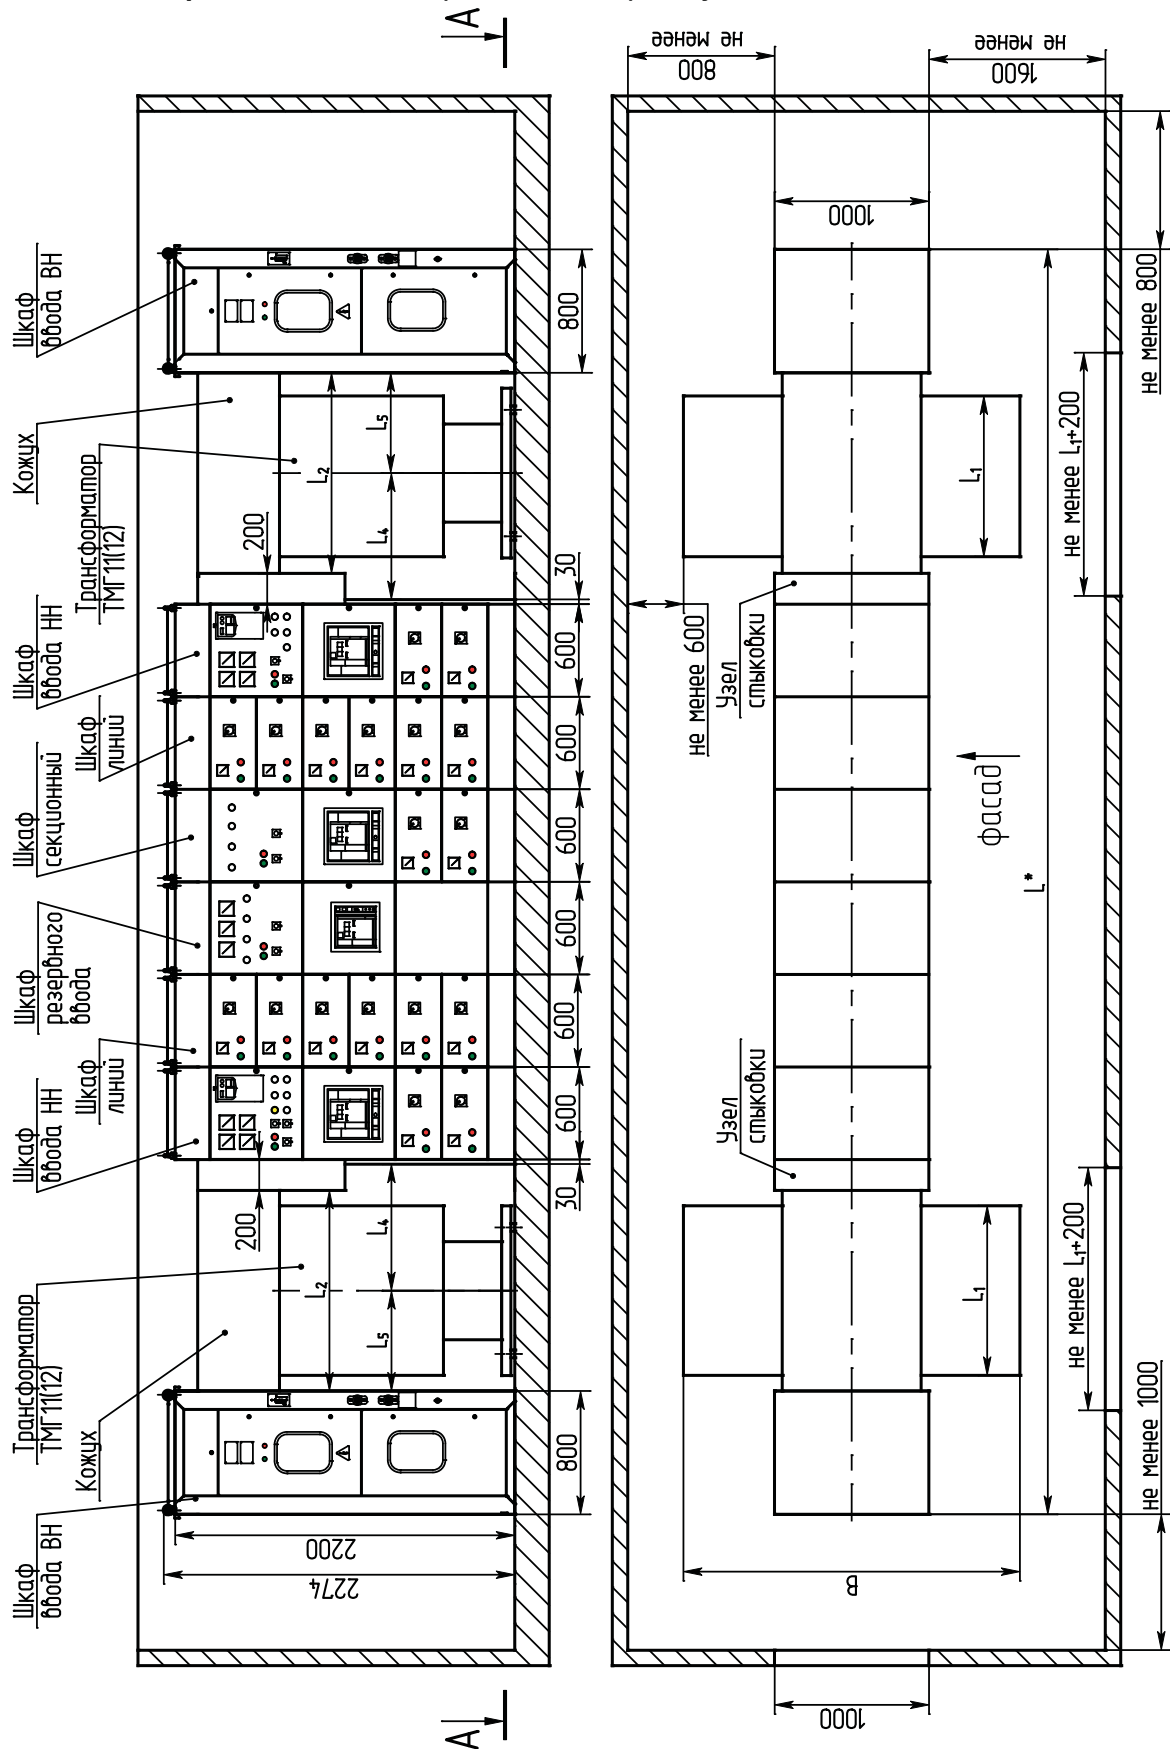 А
А
Шкаф
ввода ВН
Кожух
Трансформатор
ТМГ11(12)
Шкаф
ввода НН
Шкаф
линий
Шкаф
резервного
ввода
Шкаф
секционный
Шкаф
линий
Шкаф
ввода НН
Трансформатор
ТМГ11(12)
Кожух
Шкаф
ввода ВН
2274
2200
200
L2
L5
L4
200
L2
L4
L5
800
30
600
600
600
600
600
600
30
800
не менее
800
не менее
1600
1000
1000
B
L1
L1
Узел
стыковки
Узел
стыковки
не менее 600
фасад
L*
не менее 1000
не менее L1+200
не менее L1+200
не менее 800